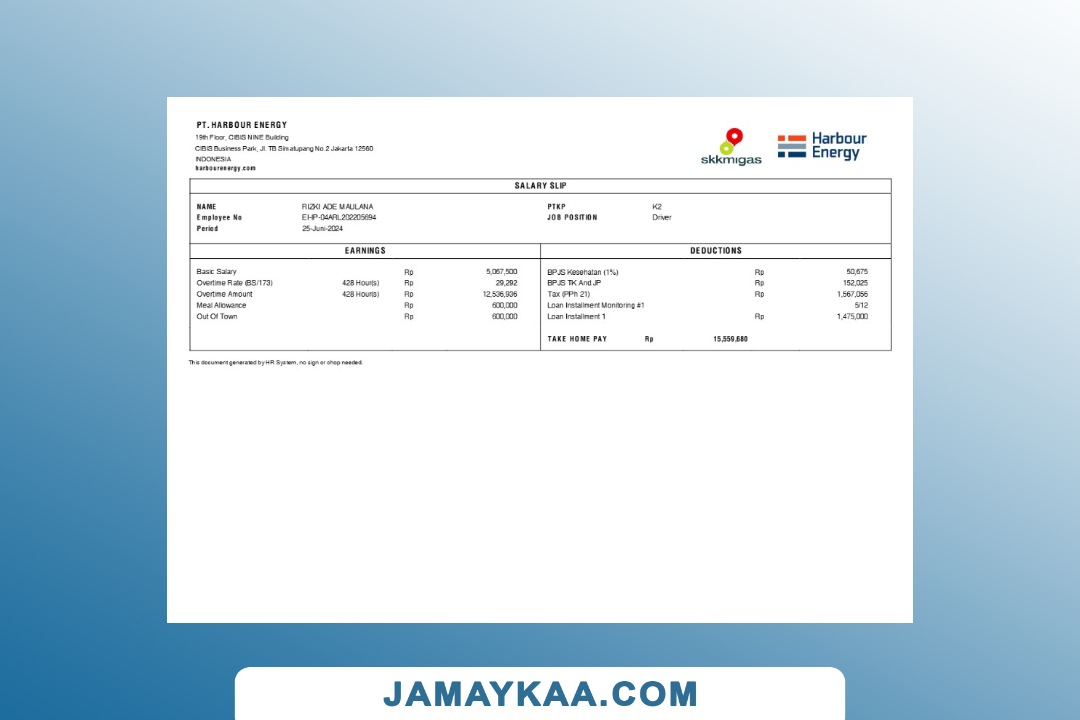 PT. HARBOUR ENERGY
19th Floor, CIBIS NINE Building
CIBIS Business Park, Jl. TB Simatupang No.2 Jakarta 12560
INDONESIA
harbourenergy.com
skkmigas
Harbour
Energy
SALARY SLIP
NAME RIZKI ADE MAULANA PTKP K2
Employee No EHP-04ARL202205694 JOB POSITION Driver
Period 25-Juni-2024
EARNINGS DEDUCTIONS
Basic Salary Rp 5,067,500 BPJS Kesehatan (1%) Rp 50,675
Overtime Rate (BS/173) 428 Hour(s) Rp 29,292 BPJS TK And JP Rp 152,025
Overtime Amount 428 Hour(s) Rp 12,536,936 Tax (PPh 21) Rp 1,567,056
Meal Allowance Rp 600,000 Loan Installment Monitoring #1 5/12
Out Of Town Rp 600,000 Loan Installment 1 Rp 1,475,000
TAKE HOME PAY Rp 15,559,680
This document generated by HR System, no sign or chop needed.
JAMAYKAA.COM